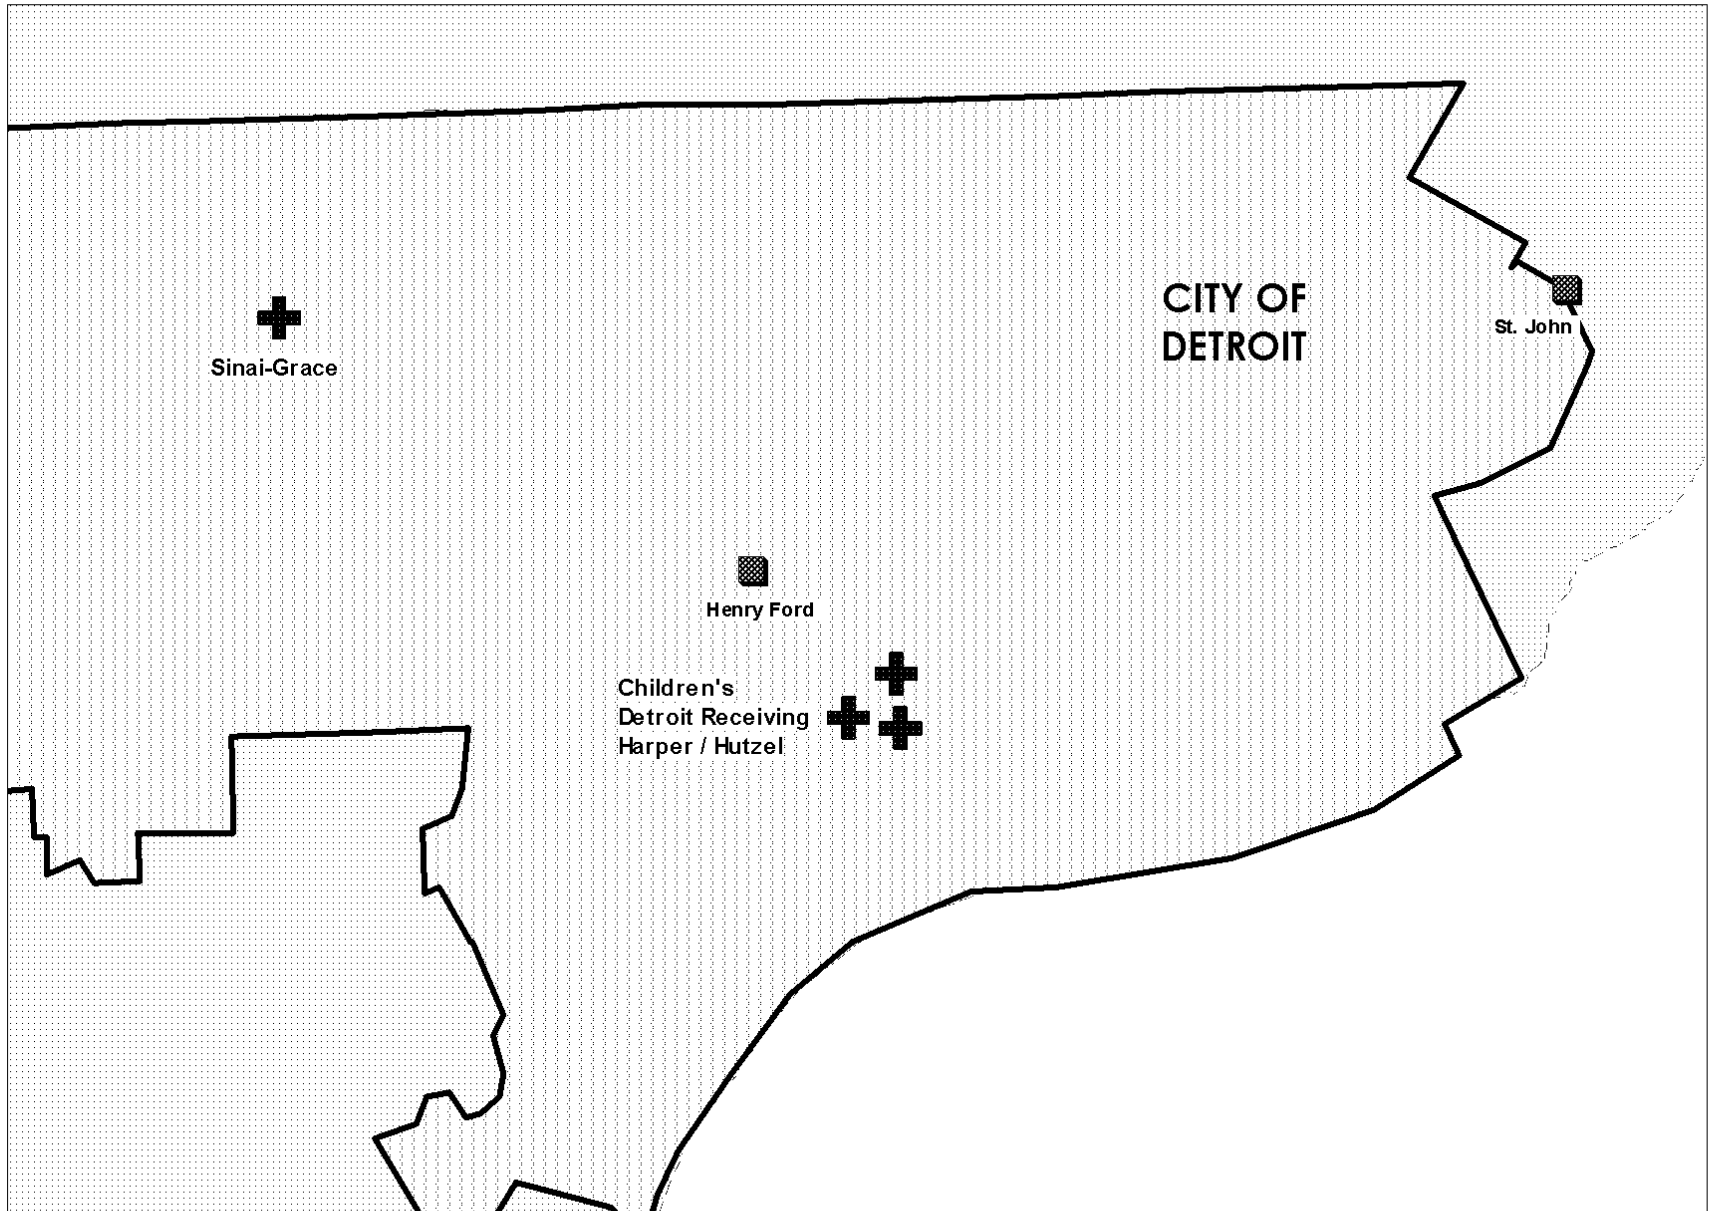 CITY OF
DETROIT
St. John
Sinai-Grace
Henry Ford
Children's
Detroit Receiving
Harper / Hutzel